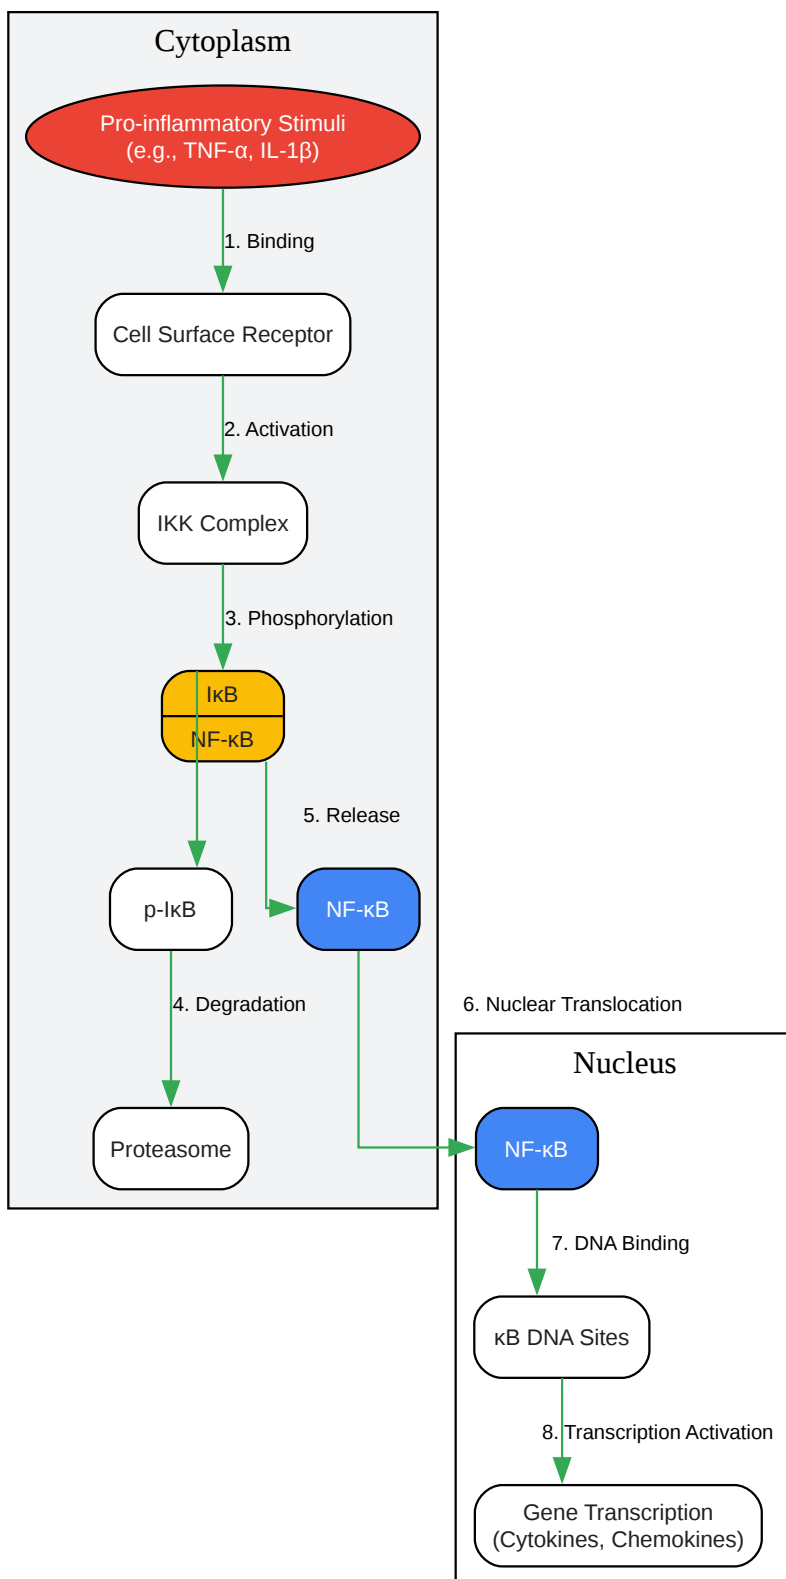 Cytoplasm
Pro-inflammatory Stimuli
(e.g., TNF-α, IL-1β)
1. Binding
Cell Surface Receptor
2. Activation
IKK Complex
3. Phosphorylation
IκB
NF-κB
5. Release
p-IκB
NF-κB
4. Degradation
6. Nuclear Translocation
Nucleus
Proteasome
NF-κB
7. DNA Binding
κB DNA Sites
8. Transcription Activation
Gene Transcription
(Cytokines, Chemokines)